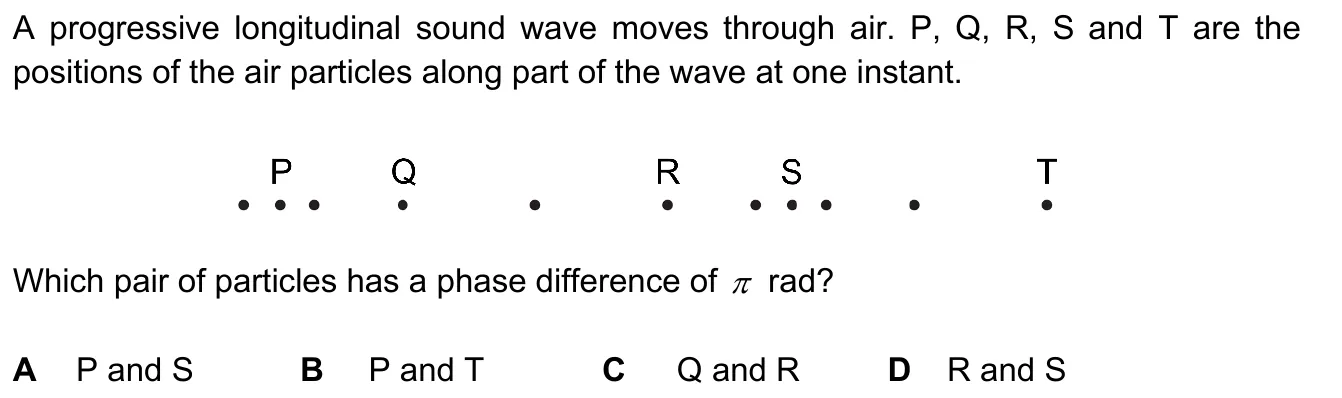 A progressive longitudinal sound wave moves through air. P, Q, R, S and T are the
positions of the air particles along part of the wave at one instant.
P Q R S T
Which pair of particles has a phase difference of π rad?
A P and S B P and T C Q and R D R and S